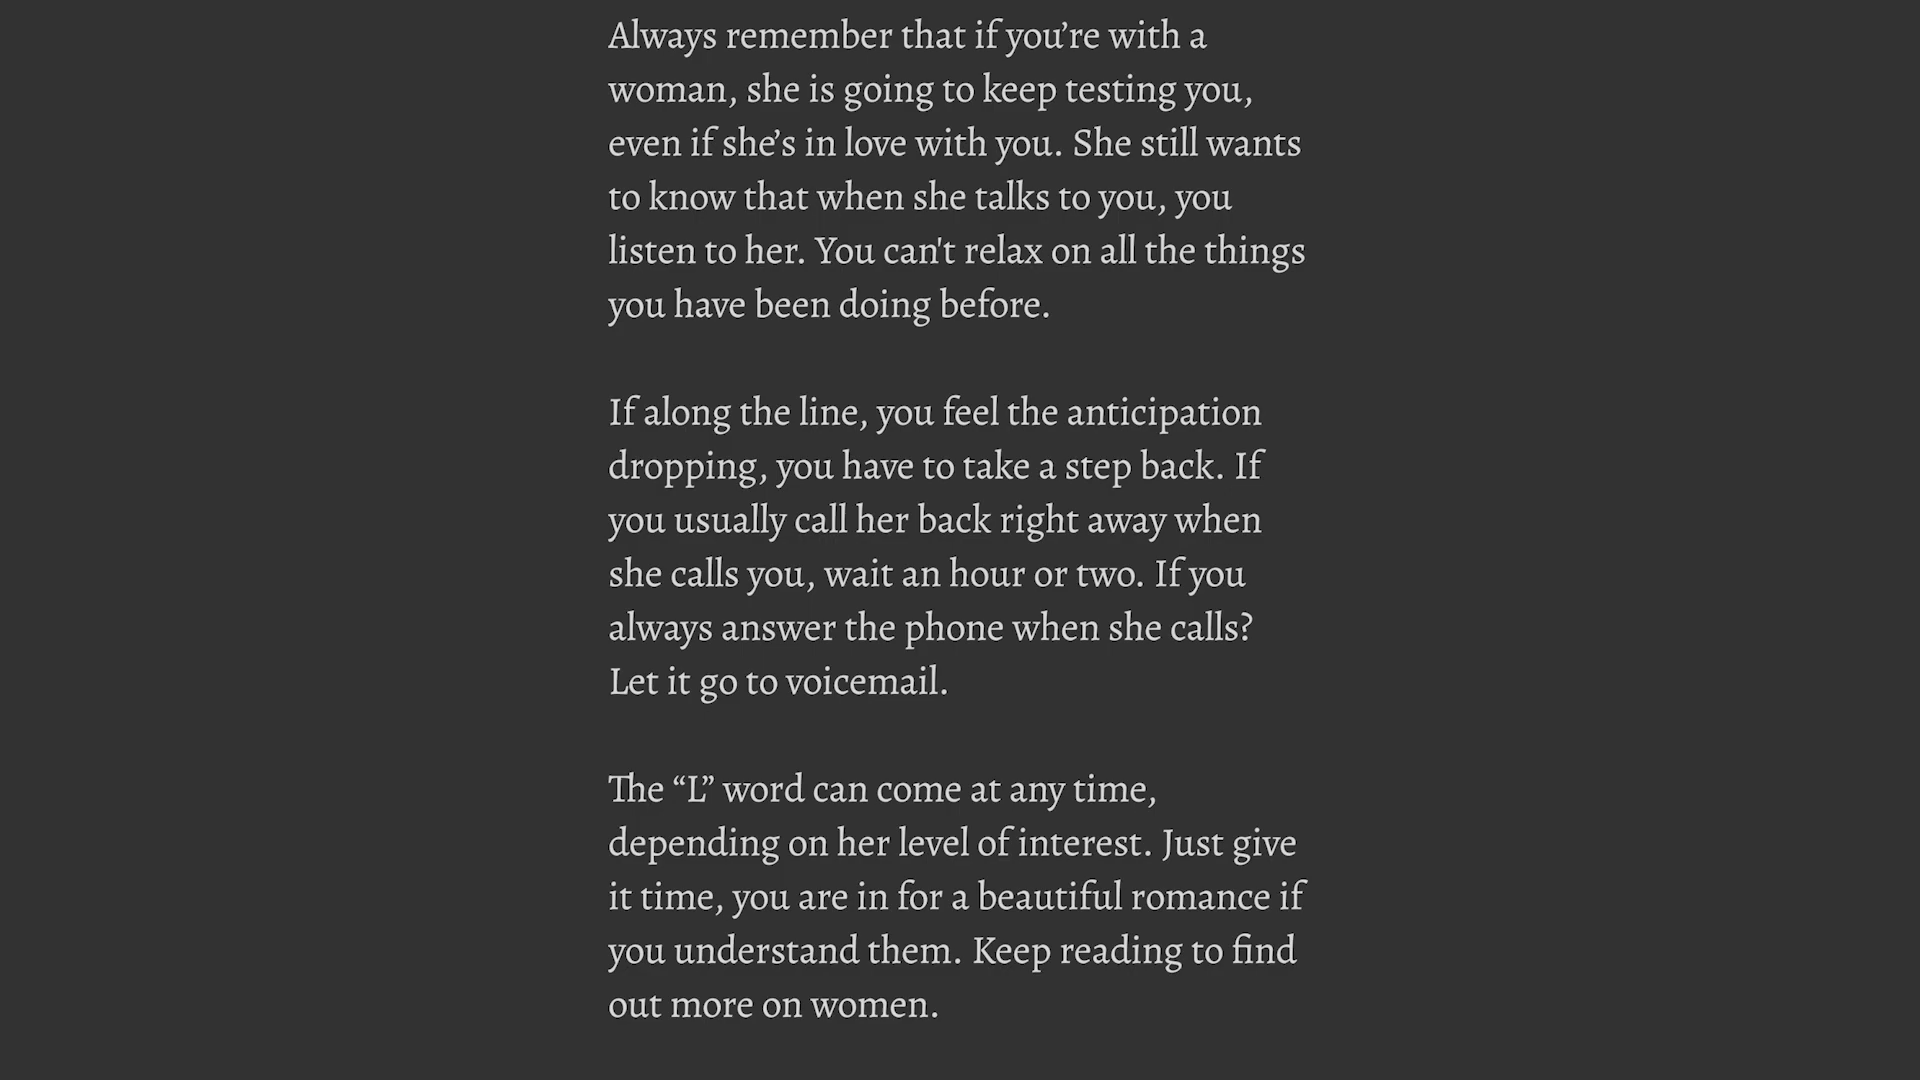 Always remember that if you’re with a
woman, she is going to keep testing you,
even if she’s in love with you. She still wants
to know that when she talks to you, you
listen to her. You can't relax on all the things
you have been doing before.
If along the line, you feel the anticipation
dropping, you have to take a step back. If
you usually call her back right away when
she calls you, wait an hour or two. If you
always answer the phone when she calls?
Let it go to voicemail.
The “L” word can come at any time,
depending on her level of interest. Just give
it time, you are in for a beautiful romance if
you understand them. Keep reading to find
out more on women.